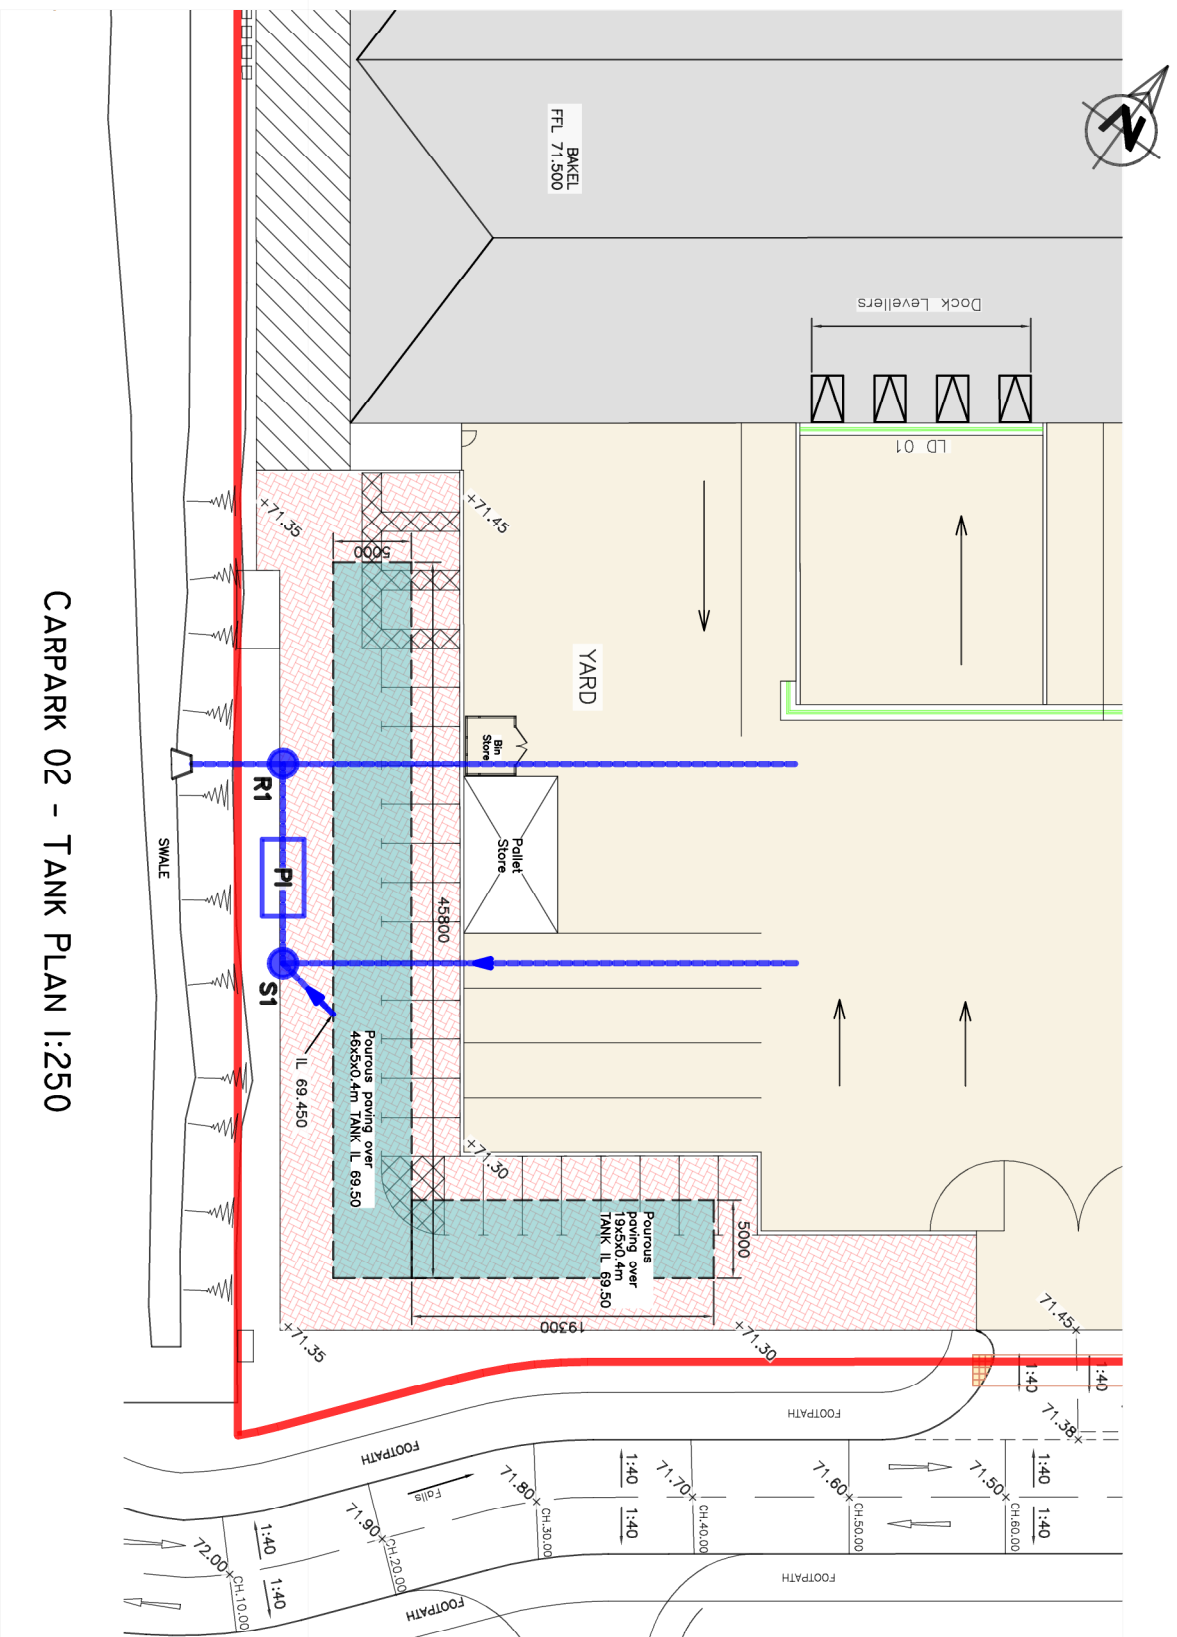 N
BAKEL
FFL 71.500
Dock Levellers
LD 01
+71.35
+71.45
5000
YARD
Bin
Store
R1
Pallet
Store
SWALE
PI
45800
S1
CARPARK 02 - TANK PLAN 1:250
IL 69.450
Pourous paving over
46x5x0.4m TANK IL 69.50
+71.30
Pourous
paving over
19x5x0.4m
TANK IL 69.50
5000
19300
+71.35
+71.30
71.45+
1:40
1:40
71.38+
FOOTPATH
FOOTPATH
Falls
71.80+
CH.30.00
1:40
1:40
71.70+
CH.40.00
71.60+
CH.50.00
71.50+
CH.60.00
1:40
1:40
71.90+
CH.20.00
1:40
72.00+
CH.10.00
1:40
FOOTPATH
FOOTPATH